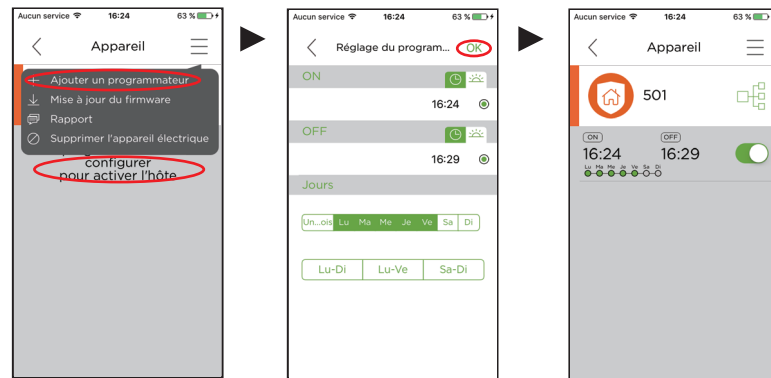 Aucun service 16:24 63 %
Appareil
Ajouter un programmateur
Mise à jour du firmware
Rapport
Supprimer l'appareil électrique
configurer
pour activer l'hôte
Aucun service 16:24 63 %
Réglage du program... OK
ON
16:24
OFF
16:29
Jours
Un...ois Lu Ma Me Je Ve Sa Di
Lu-Di Lu-Ve Sa-Di
Aucun service 16:24 63 %
Appareil
501
ON OFF
16:24 16:29
Lu Ma Me Je Ve Sa Di